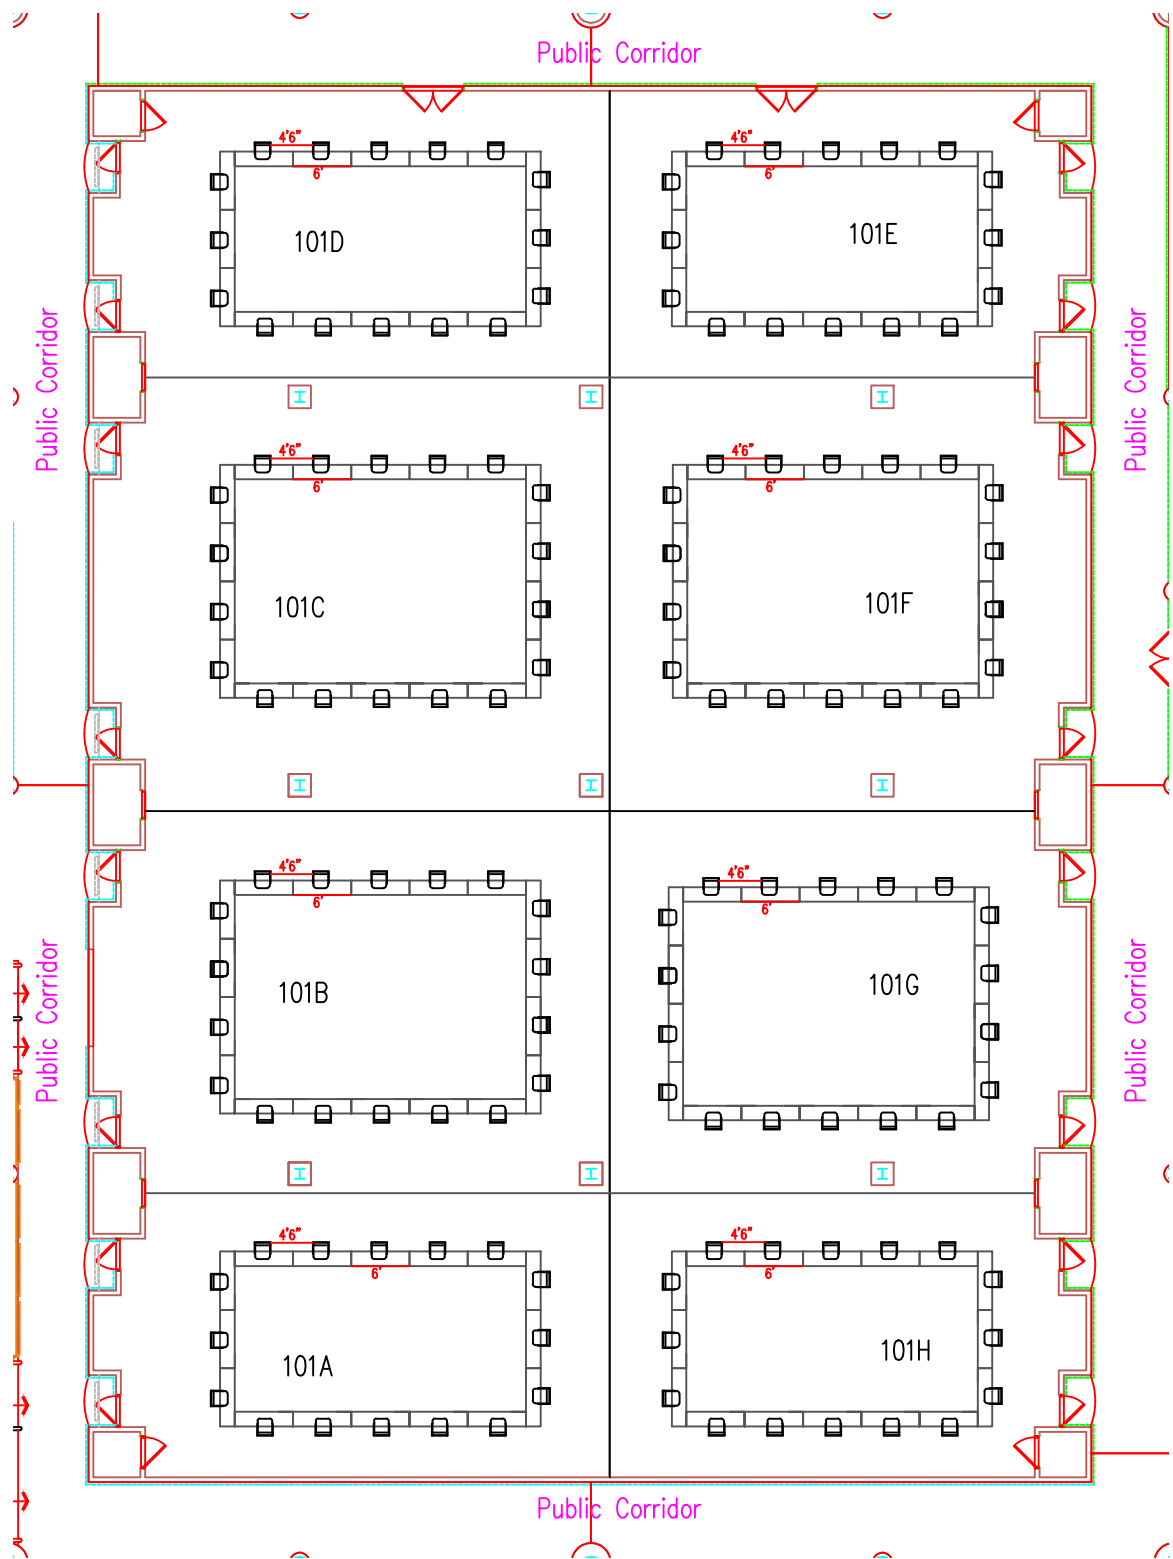 Public Corridor
4'6"
6'
4'6"
6'
101D
101E
Public Corridor
Public Corridor
4'6"
6'
4'6"
6'
101C
101F
4'6"
6'
4'6"
6'
101B
101G
Public Corridor
Public Corridor
4'6"
6'
4'6"
6'
101A
101H
Public Corridor